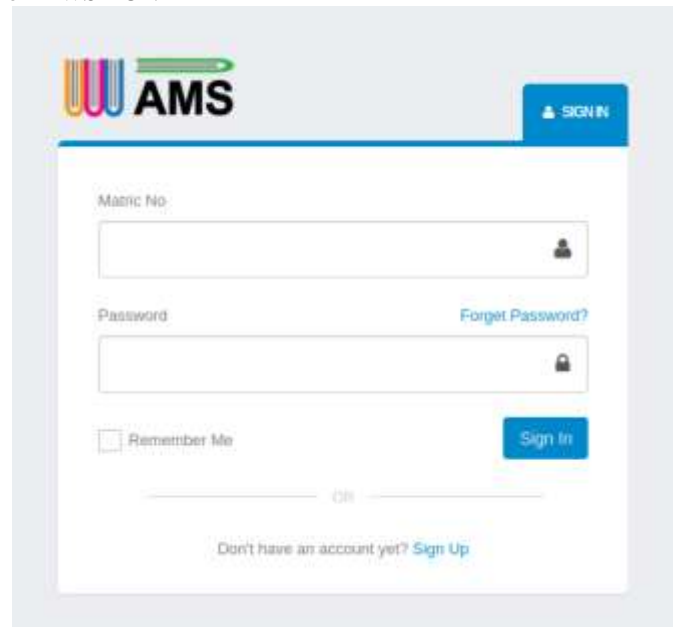 AMS
SIGN IN
Matric No
Password Forget Password?
Remember Me Sign In
OR
Don't have an account yet? Sign Up